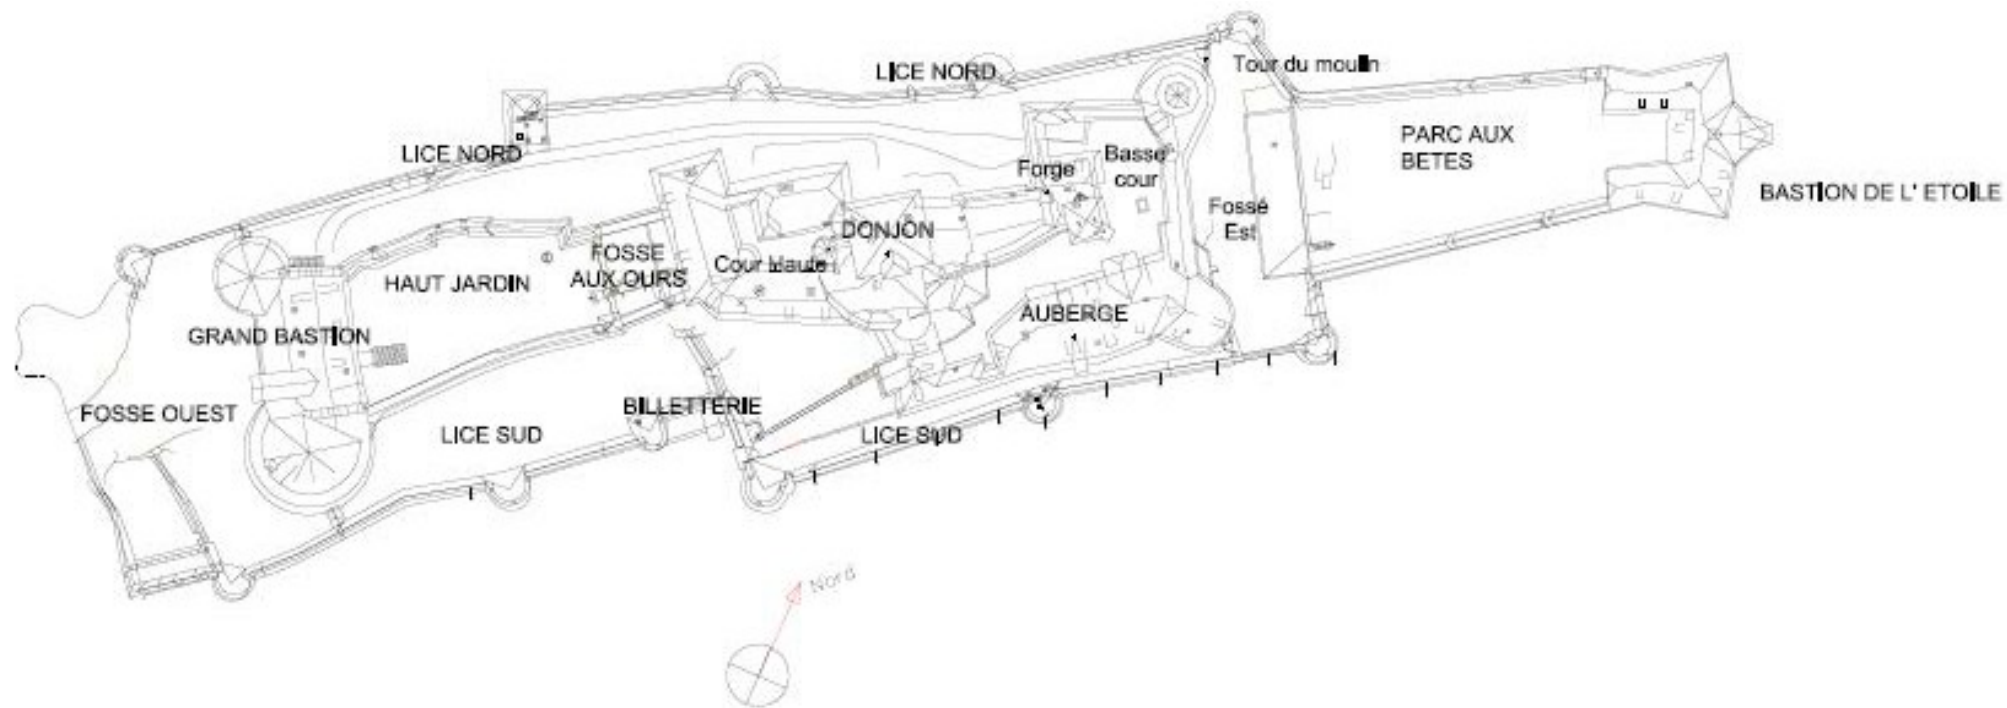 LICE NORD
Tour du moulin
LICE NORD
PARC AUX
BETES
Basse
cour
Forge
BASTION DE L' ETOILE
Fossé
Est
DONJON
FOSSE
AUX OURS
Cour Haute
HAUT JARDIN
AUBERGE
GRAND BASTION
FOSSE OUEST
BILLETTERIE
LICE SUD
LICE SUD
Nord